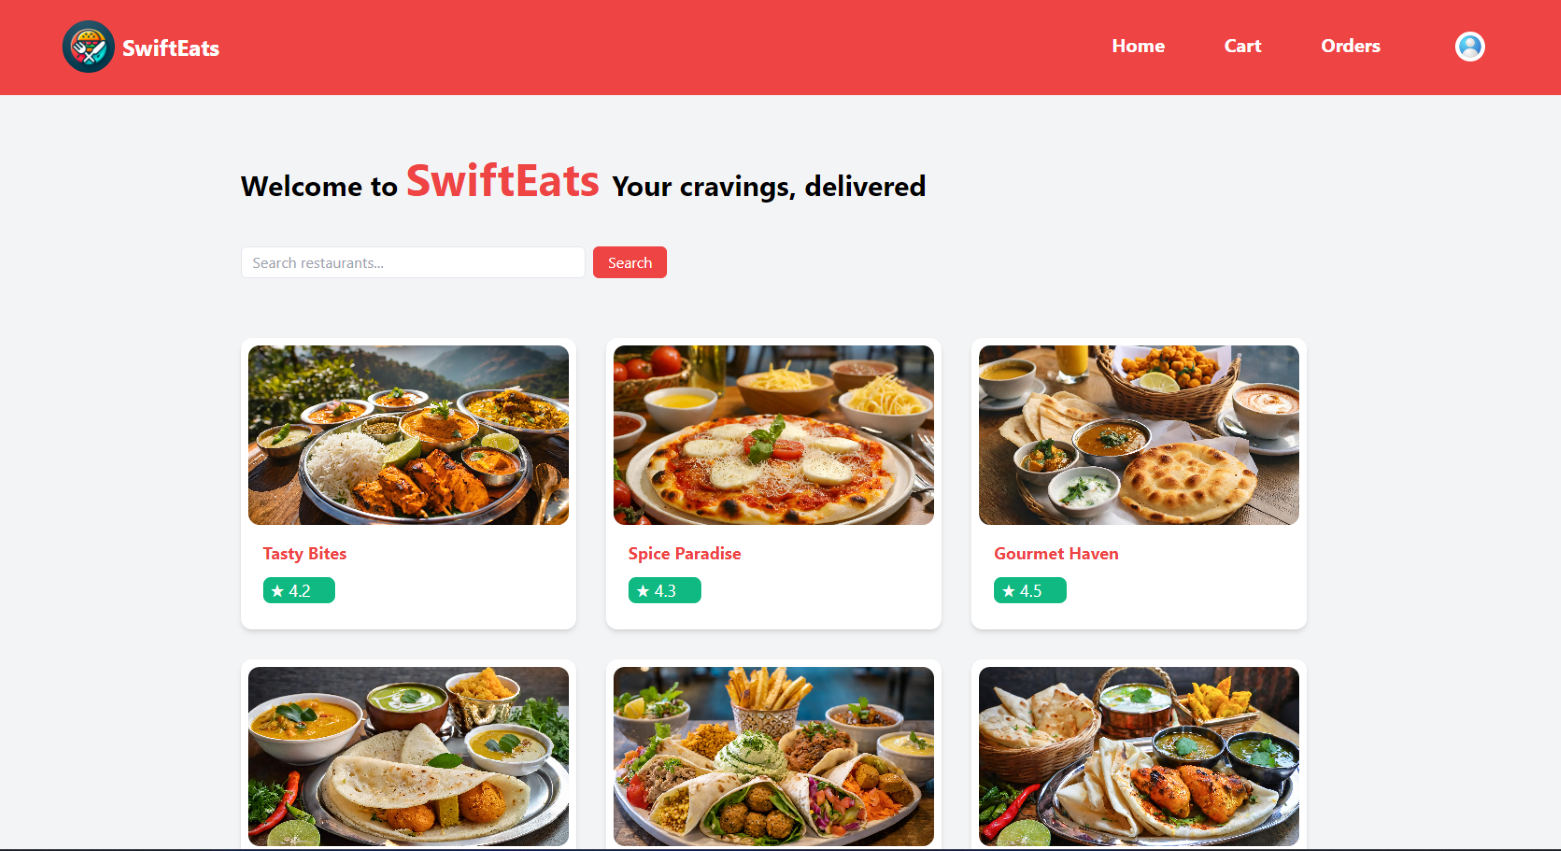 SwiftEats
Home Cart Orders
Welcome to SwiftEats Your cravings, delivered
Search restaurants... Search
Tasty Bites Spice Paradise Gourmet Haven
★ 4.2 ★ 4.3 ★ 4.5